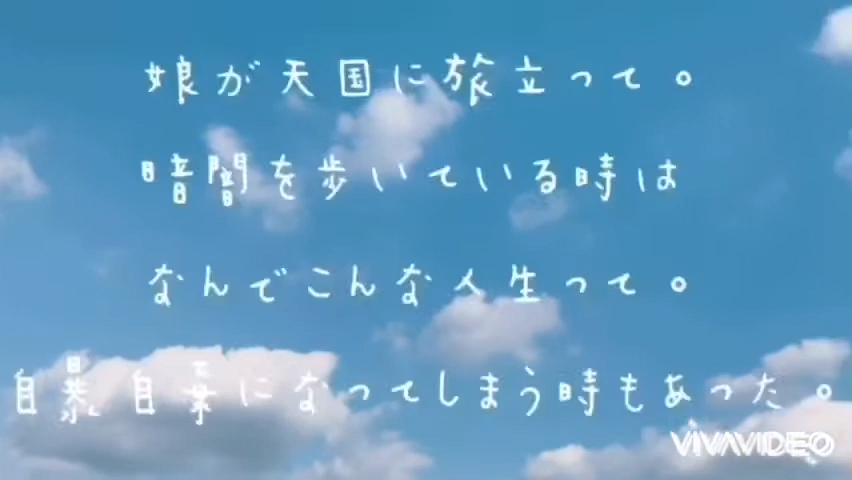 娘が天国に旅立って。
暗闇を歩いている時は
なんでこんな人生って。
自暴自棄になってしまう時もあった。
VIVAVIDEO